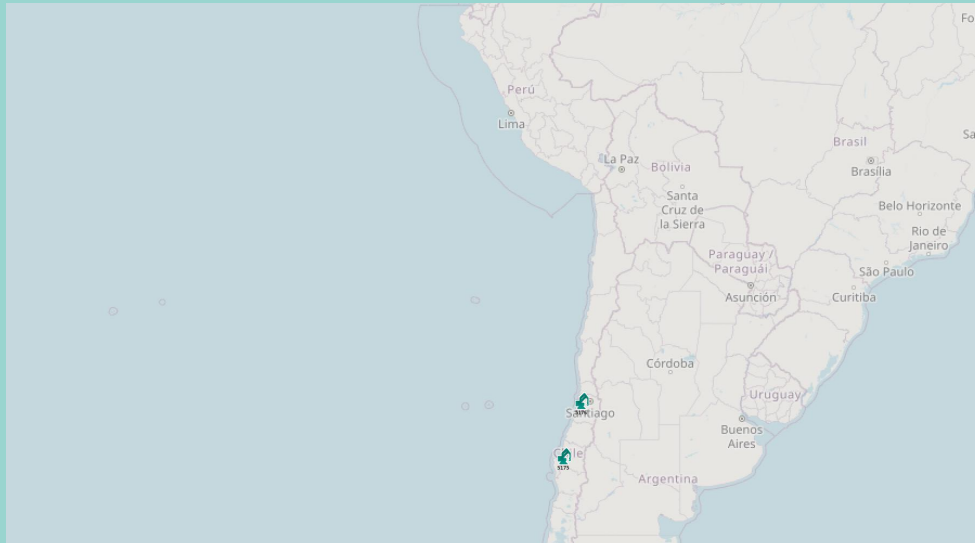 Fo
Perú
Lima
Brasil
Sa
La Paz
Bolivia
Brasília
Santa
Cruz de
la Sierra
Belo Horizonte
Rio de
Janeiro
Paraguay /
Paraguái
São Paulo
Asunción
Curitiba
Córdoba
Uruguay
Santiago
Buenos
Aires
5175
Argentina